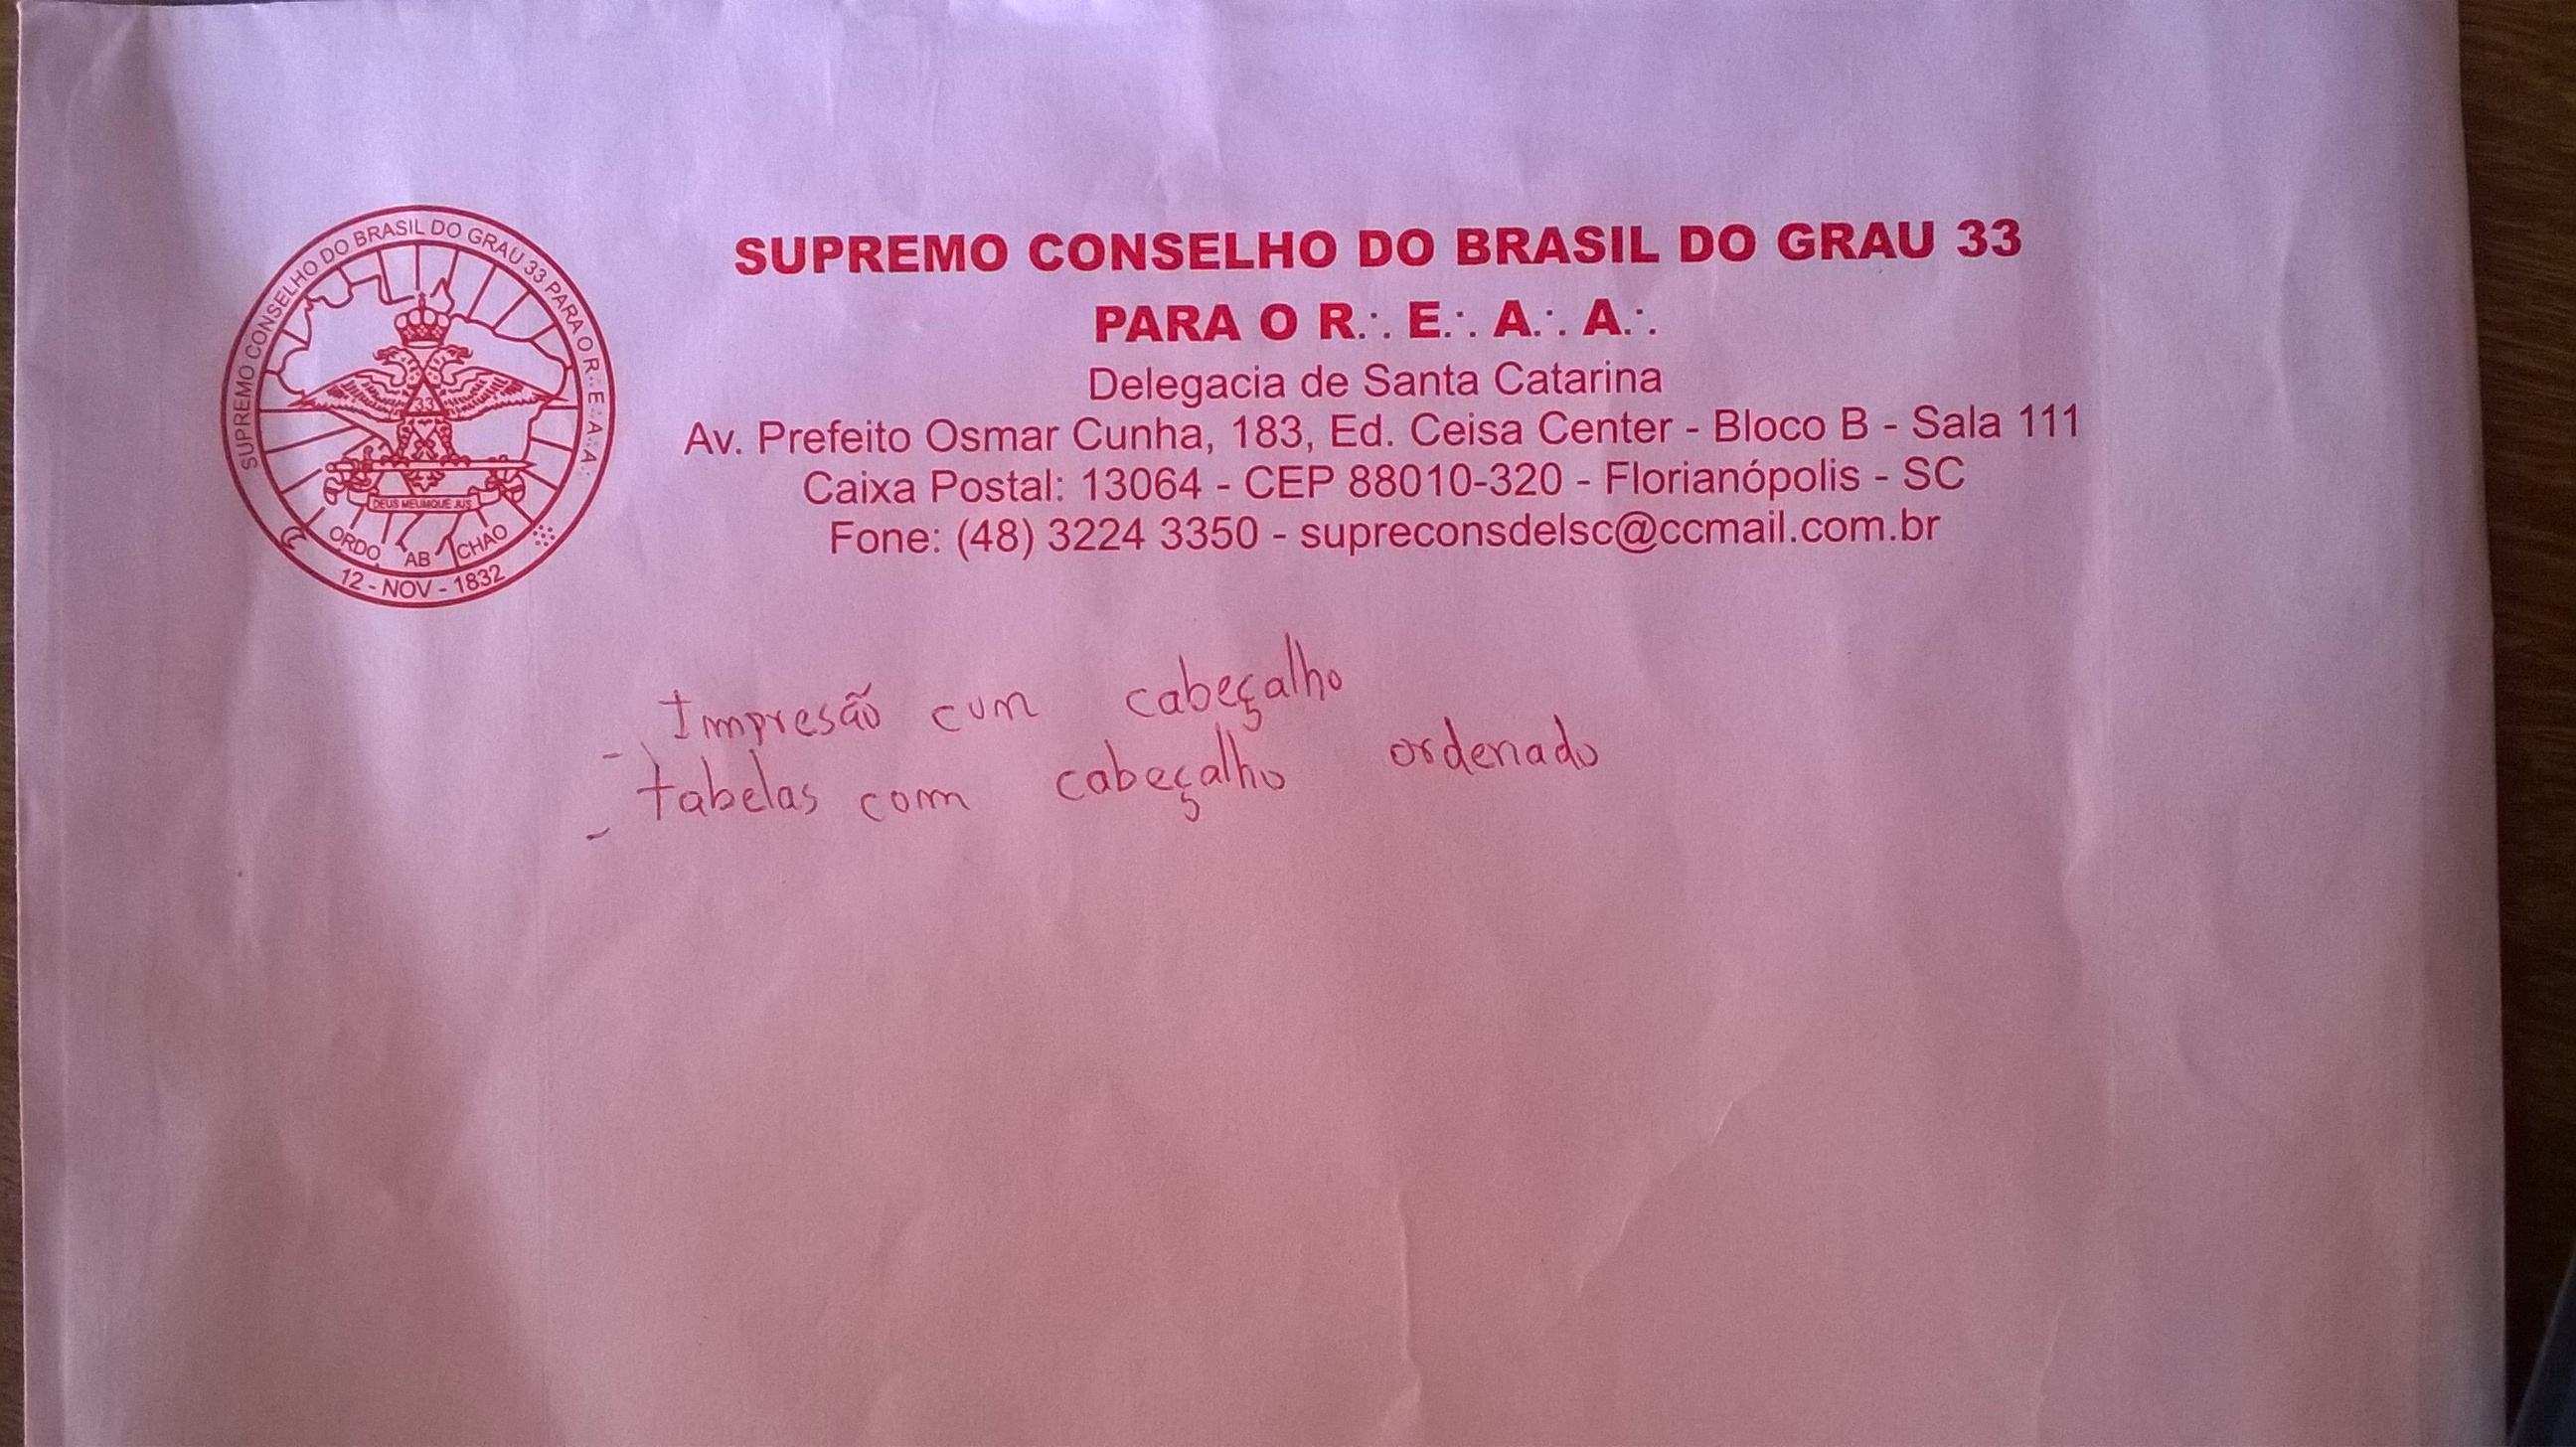 SUPREMO CONSELHO DO BRASIL DO GRAU 33 PARA O R∴ E∴ A∴ A∴
33
DEUS MEUMQUE JUS
ORDO AB CHAO
12 - NOV - 1832
SUPREMO CONSELHO DO BRASIL DO GRAU 33
PARA O R∴ E∴ A∴ A∴
Delegacia de Santa Catarina
Av. Prefeito Osmar Cunha, 183, Ed. Ceisa Center - Bloco B - Sala 111
Caixa Postal: 13064 - CEP 88010-320 - Florianópolis - SC
Fone: (48) 3224 3350 - supreconsdelsc@ccmail.com.br
- Impresão com cabeçalho
- tabelas com cabeçalho ordenado